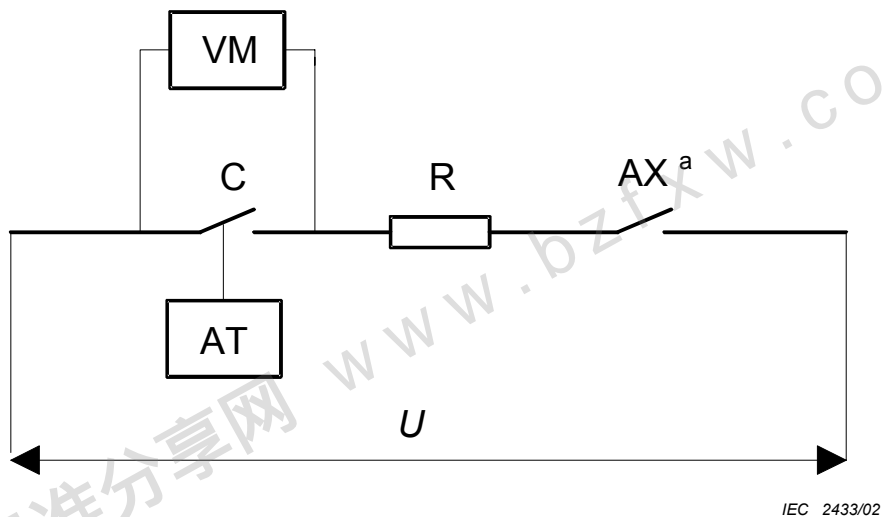 VM
C
R
AX a
AT
U
IEC 2433/02
www.bzfxw.co
准分享网